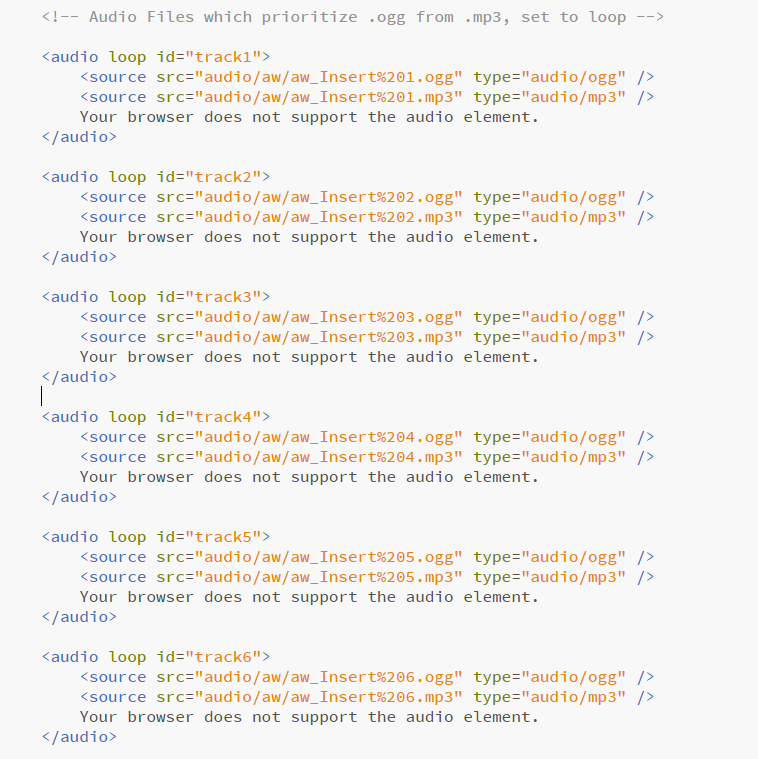 <!-- Audio Files which prioritize .ogg from .mp3, set to loop -->
<audio loop id="track1">
<source src="audio/aw/aw_Insert%201.ogg" type="audio/ogg" />
<source src="audio/aw/aw_Insert%201.mp3" type="audio/mp3" />
Your browser does not support the audio element.
</audio>
<audio loop id="track2">
<source src="audio/aw/aw_Insert%202.ogg" type="audio/ogg" />
<source src="audio/aw/aw_Insert%202.mp3" type="audio/mp3" />
Your browser does not support the audio element.
</audio>
<audio loop id="track3">
<source src="audio/aw/aw_Insert%203.ogg" type="audio/ogg" />
<source src="audio/aw/aw_Insert%203.mp3" type="audio/mp3" />
Your browser does not support the audio element.
</audio>
<audio loop id="track4">
<source src="audio/aw/aw_Insert%204.ogg" type="audio/ogg" />
<source src="audio/aw/aw_Insert%204.mp3" type="audio/mp3" />
Your browser does not support the audio element.
</audio>
<audio loop id="track5">
<source src="audio/aw/aw_Insert%205.ogg" type="audio/ogg" />
<source src="audio/aw/aw_Insert%205.mp3" type="audio/mp3" />
Your browser does not support the audio element.
</audio>
<audio loop id="track6">
<source src="audio/aw/aw_Insert%206.ogg" type="audio/ogg" />
<source src="audio/aw/aw_Insert%206.mp3" type="audio/mp3" />
Your browser does not support the audio element.
</audio>